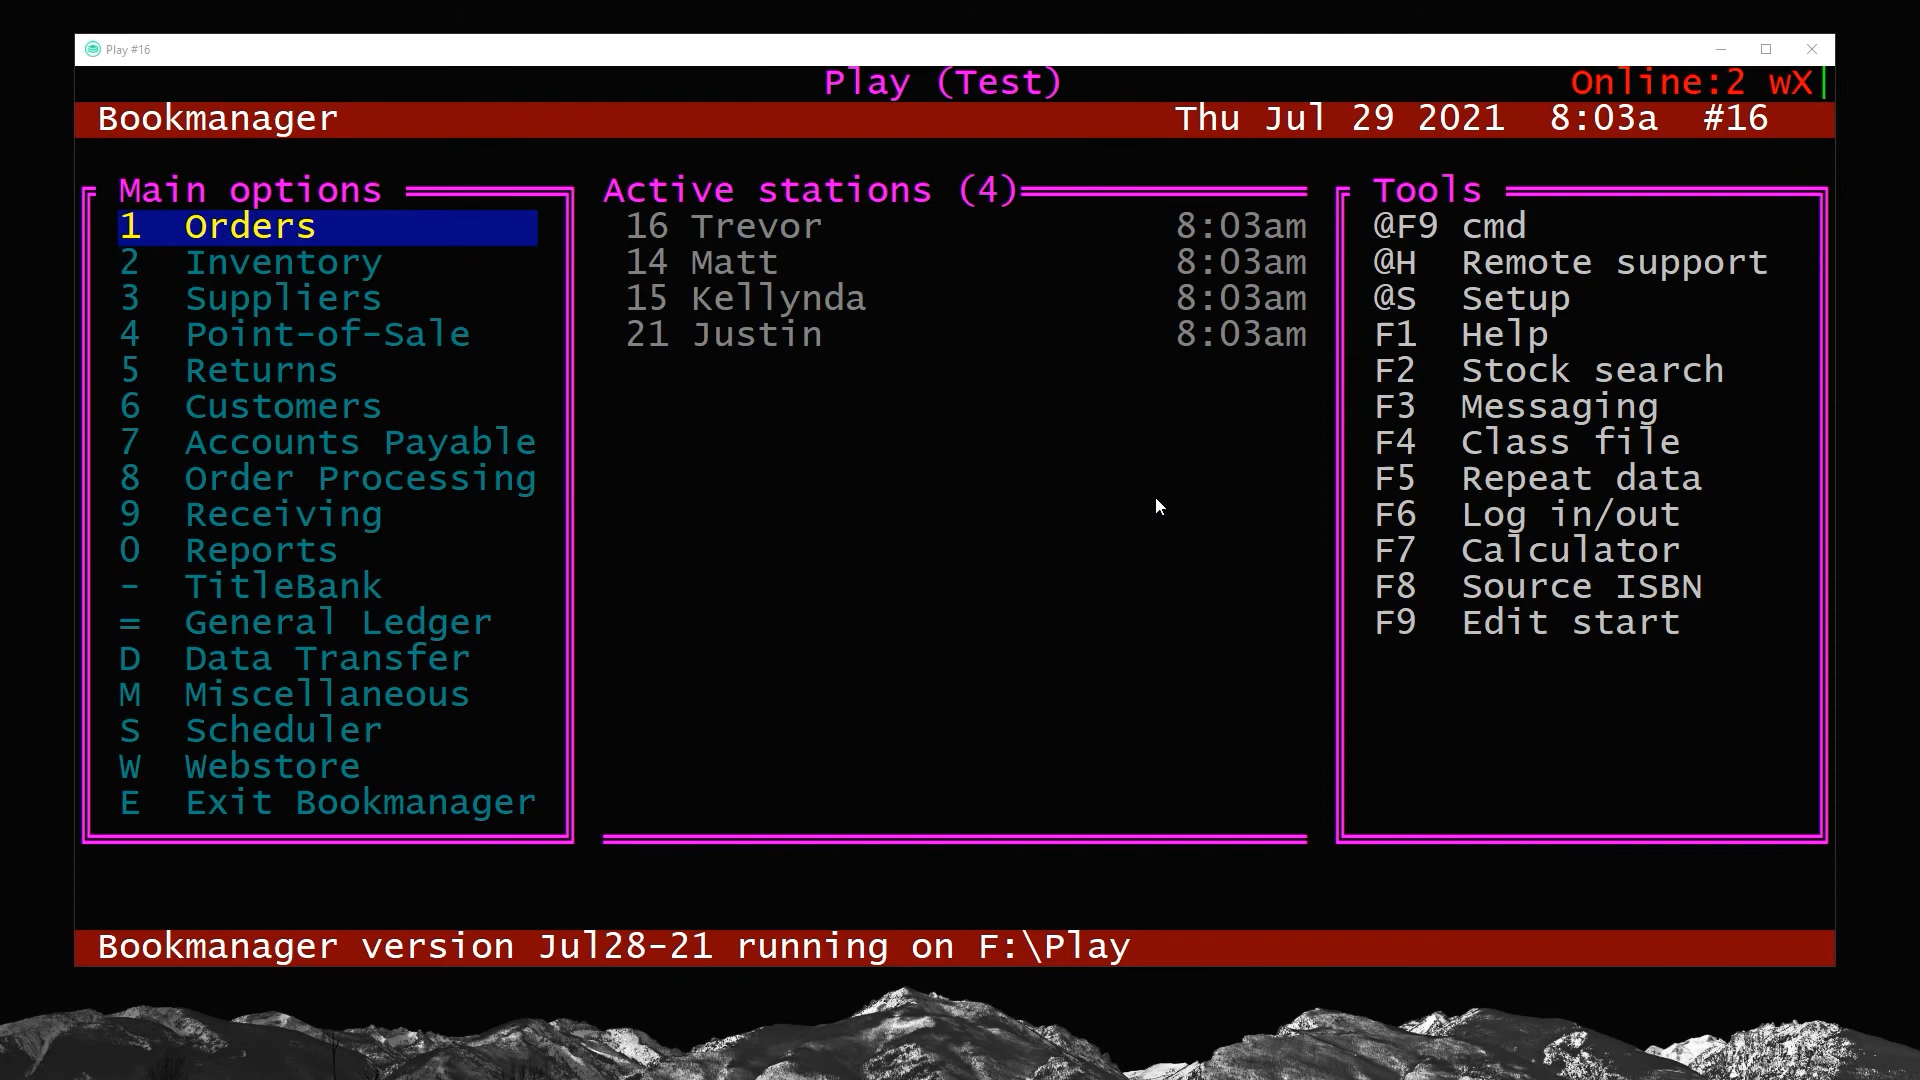 Play #16
Play (Test) Online:2 wX
Bookmanager Thu Jul 29 2021 8:03a #16
Main options
1 Orders
2 Inventory
3 Suppliers
4 Point-of-Sale
5 Returns
6 Customers
7 Accounts Payable
8 Order Processing
9 Receiving
0 Reports
- TitleBank
= General Ledger
D Data Transfer
M Miscellaneous
S Scheduler
W Webstore
E Exit Bookmanager
Active stations (4)
16 Trevor 8:03am
14 Matt 8:03am
15 Kellynda 8:03am
21 Justin 8:03am
Tools
@F9 cmd
@H Remote support
@S Setup
F1 Help
F2 Stock search
F3 Messaging
F4 Class file
F5 Repeat data
F6 Log in/out
F7 Calculator
F8 Source ISBN
F9 Edit start
Bookmanager version Jul28-21 running on F:\Play